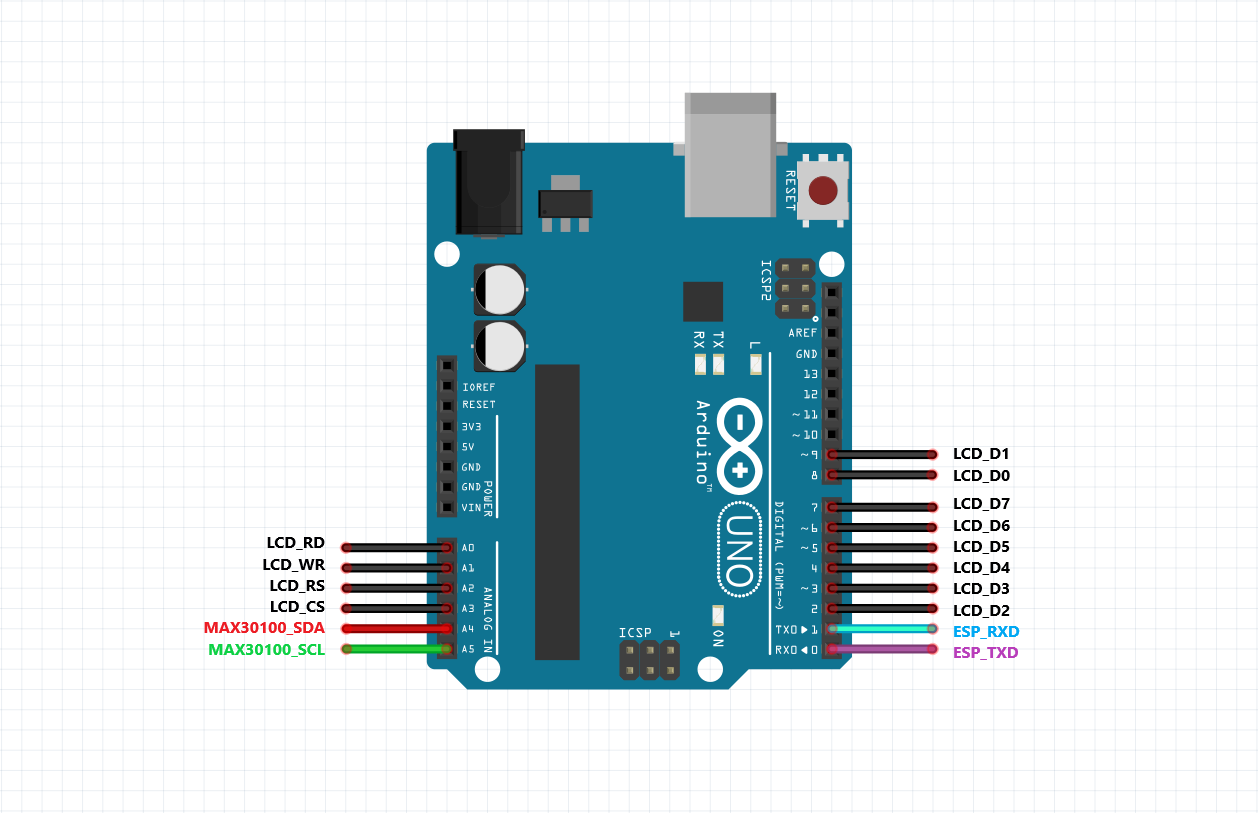 RESET
ICSP2
AREF
GND
13
12
~11
~10
~9
8
7
~6
~5
4
~3
2
TX0▶1
RX0◀0
DIGITAL (PWM=~)
RX
TX
L
Arduino™
UNO
ON
ICSP
1
IOREF
RESET
3V3
5V
GND
GND
VIN
POWER
A0
A1
A2
A3
A4
A5
ANALOG IN
LCD_RD
LCD_WR
LCD_RS
LCD_CS
MAX30100_SDA
MAX30100_SCL
LCD_D1
LCD_D0
LCD_D7
LCD_D6
LCD_D5
LCD_D4
LCD_D3
LCD_D2
ESP_RXD
ESP_TXD